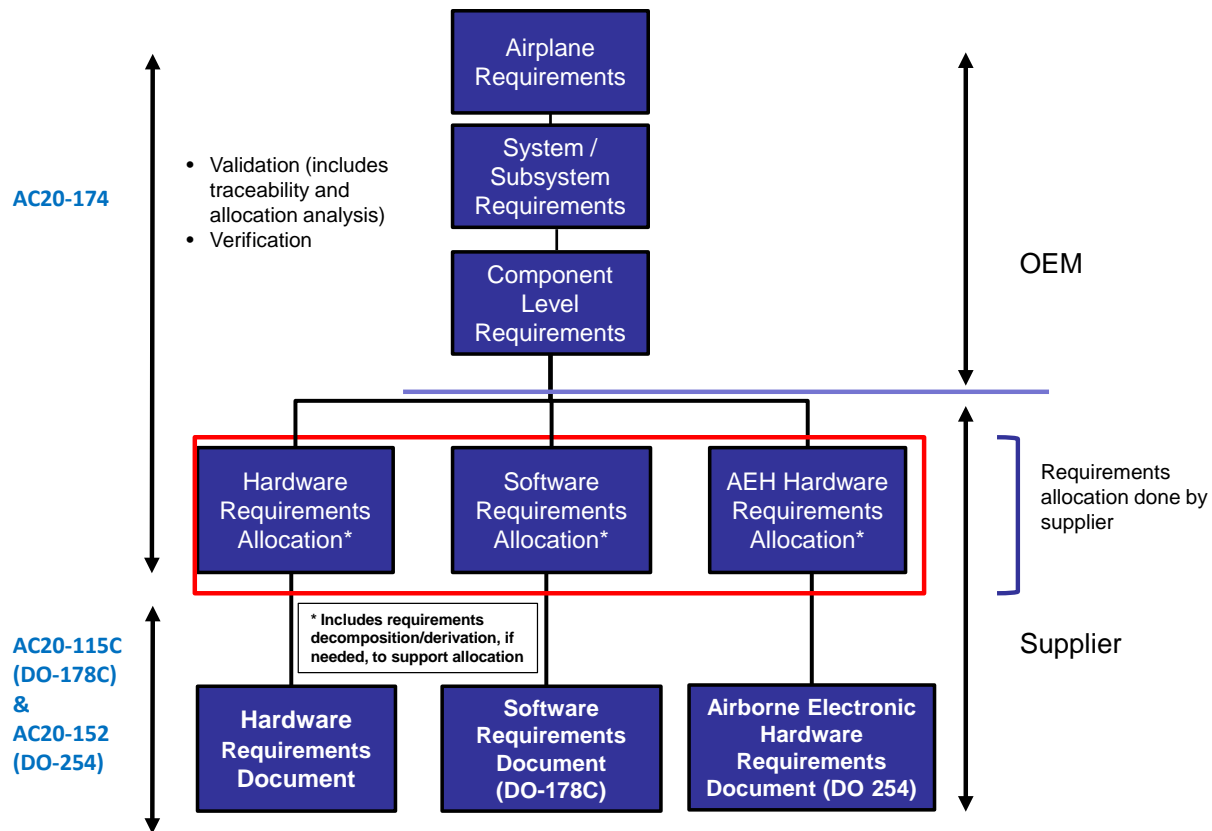 Airplane
Requirements
System /
Subsystem
Requirements
Component
Level
Requirements
AC20-174
• Validation (includes
traceability and
allocation analysis)
• Verification
OEM
Hardware
Requirements
Allocation*
Software
Requirements
Allocation*
AEH Hardware
Requirements
Allocation*
Requirements
allocation done by
supplier
* Includes requirements
decomposition/derivation, if
needed, to support allocation
Supplier
AC20-115C
(DO-178C)
&
AC20-152
(DO-254)
Hardware
Requirements
Document
Software
Requirements
Document
(DO-178C)
Airborne Electronic
Hardware
Requirements
Document (DO 254)